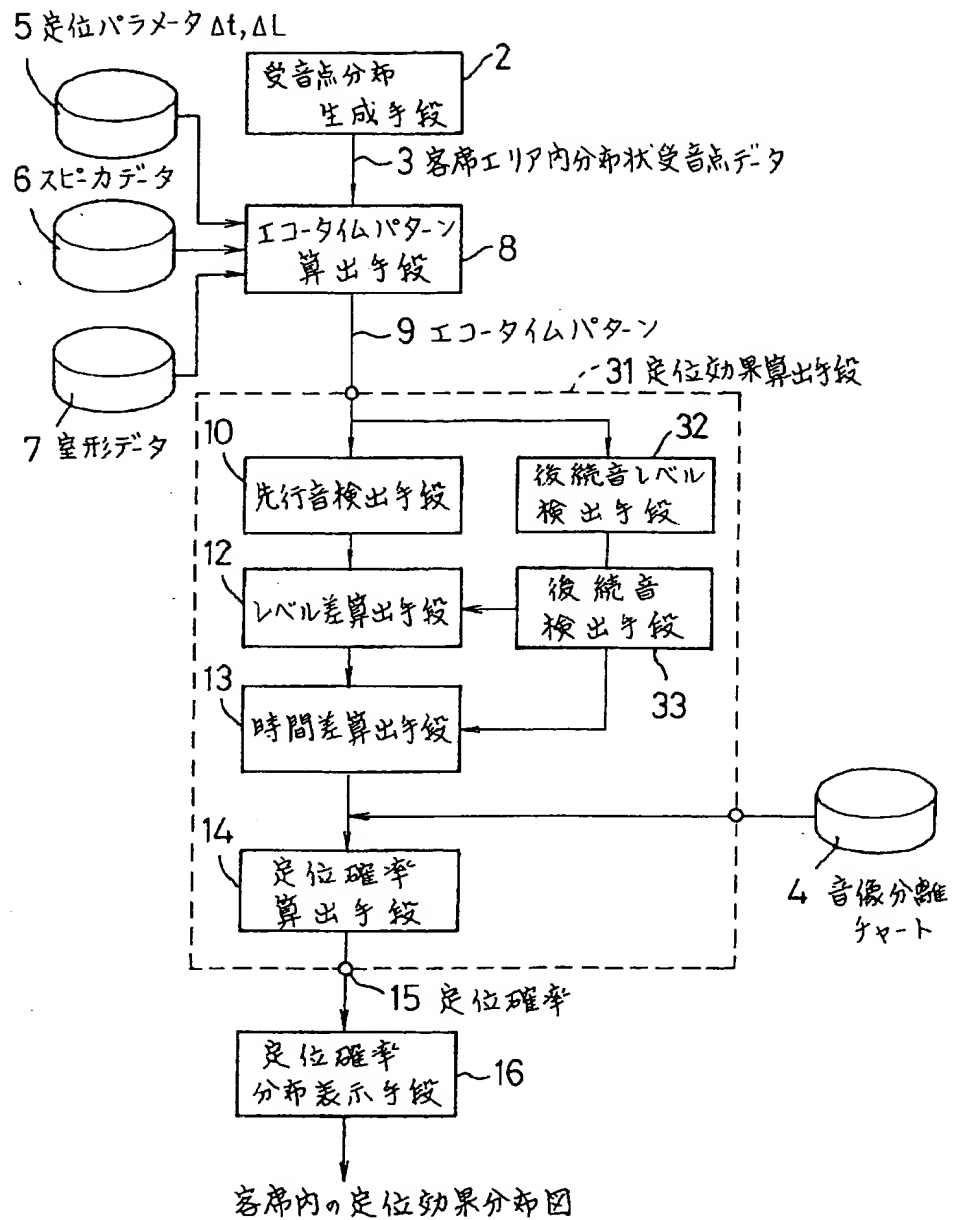 5 定位パラメータ Δt, ΔL
受音点分布
生成手段
2
3 客席エリア内分布状受音点データ
6 スピーカデータ
エコータイムパターン
算出手段
8
9 エコータイムパターン
31 定位効果算出手段
7 室形データ
10
先行音検出手段
32
後続音レベル
検出手段
12
レベル差算出手段
後続音
検出手段
33
13
時間差算出手段
14
定位確率
算出手段
4 音像分離
チャート
15 定位確率
定位確率
分布表示手段
16
客席内の定位効果分布図